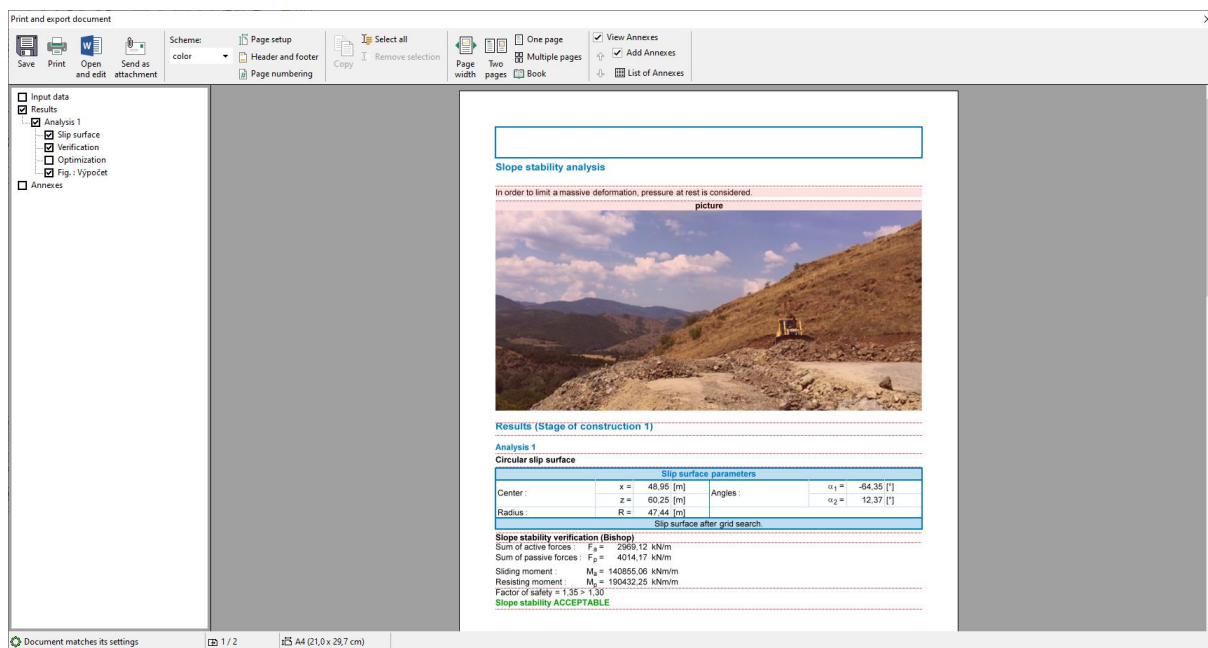 Print and export document
Save
Print
Open and edit
Send as attachment
Scheme:
color
Page setup
Header and footer
Page numbering
Copy
Select all
Remove selection
Page width
Two pages
One page
Multiple pages
Book
View Annexes
Add Annexes
List of Annexes
Input data
Results
Analysis 1
Slip surface
Verification
Optimization
Fig. : Výpočet
Annexes
Slope stability analysis
In order to limit a massive deformation, pressure at rest is considered.
picture
Results (Stage of construction 1)
Analysis 1
Circular slip surface
Slip surface parameters
Center : x = 48,95 [m] Angles : α1 = -64,35 [°]
z = 60,25 [m] α2 = 12,37 [°]
Radius : R = 47,44 [m]
Slip surface after grid search.
Slope stability verification (Bishop)
Sum of active forces : Fa = 2969,12 kN/m
Sum of passive forces : Fp = 4014,17 kN/m
Sliding moment : Ma = 140855,06 kNm/m
Resisting moment : Mp = 190432,25 kNm/m
Factor of safety = 1,35 > 1,30
Slope stability ACCEPTABLE
Document matches its settings
1 / 2
A4 (21,0 x 29,7 cm)